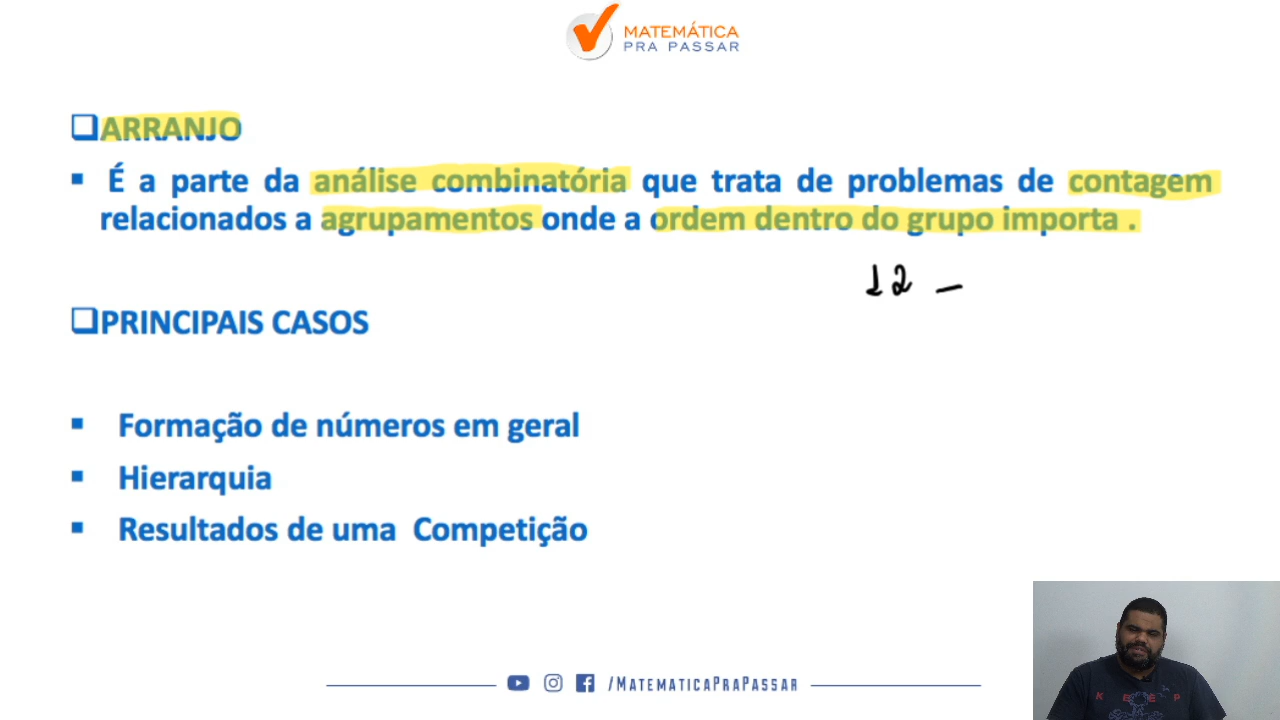 MATEMÁTICA
PRA PASSAR
ARRANJO
É a parte da análise combinatória que trata de problemas de contagem
relacionados a agrupamentos onde a ordem dentro do grupo importa .
12 –
PRINCIPAIS CASOS
Formação de números em geral
Hierarquia
Resultados de uma Competição
/MATEMATICAPRAPASSAR